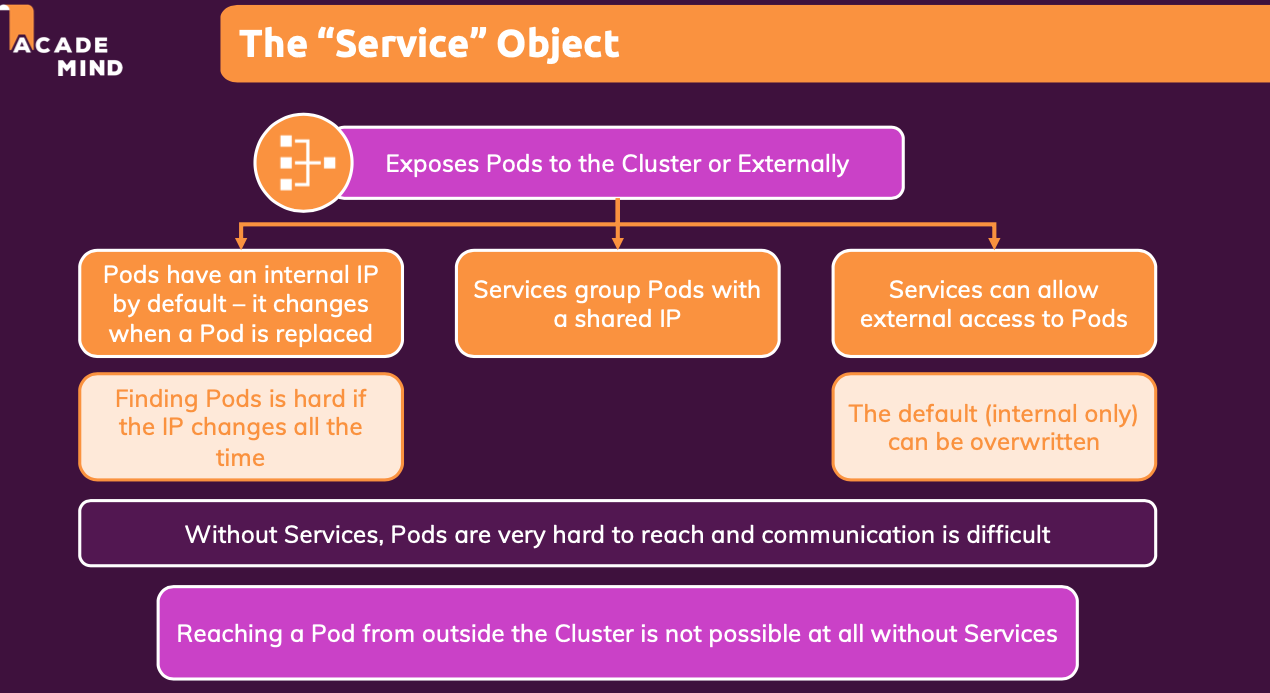 ACADE
MIND
The “Service” Object
Exposes Pods to the Cluster or Externally
Pods have an internal IP
by default – it changes
when a Pod is replaced
Services group Pods with
a shared IP
Services can allow
external access to Pods
Finding Pods is hard if
the IP changes all the
time
The default (internal only)
can be overwritten
Without Services, Pods are very hard to reach and communication is difficult
Reaching a Pod from outside the Cluster is not possible at all without Services